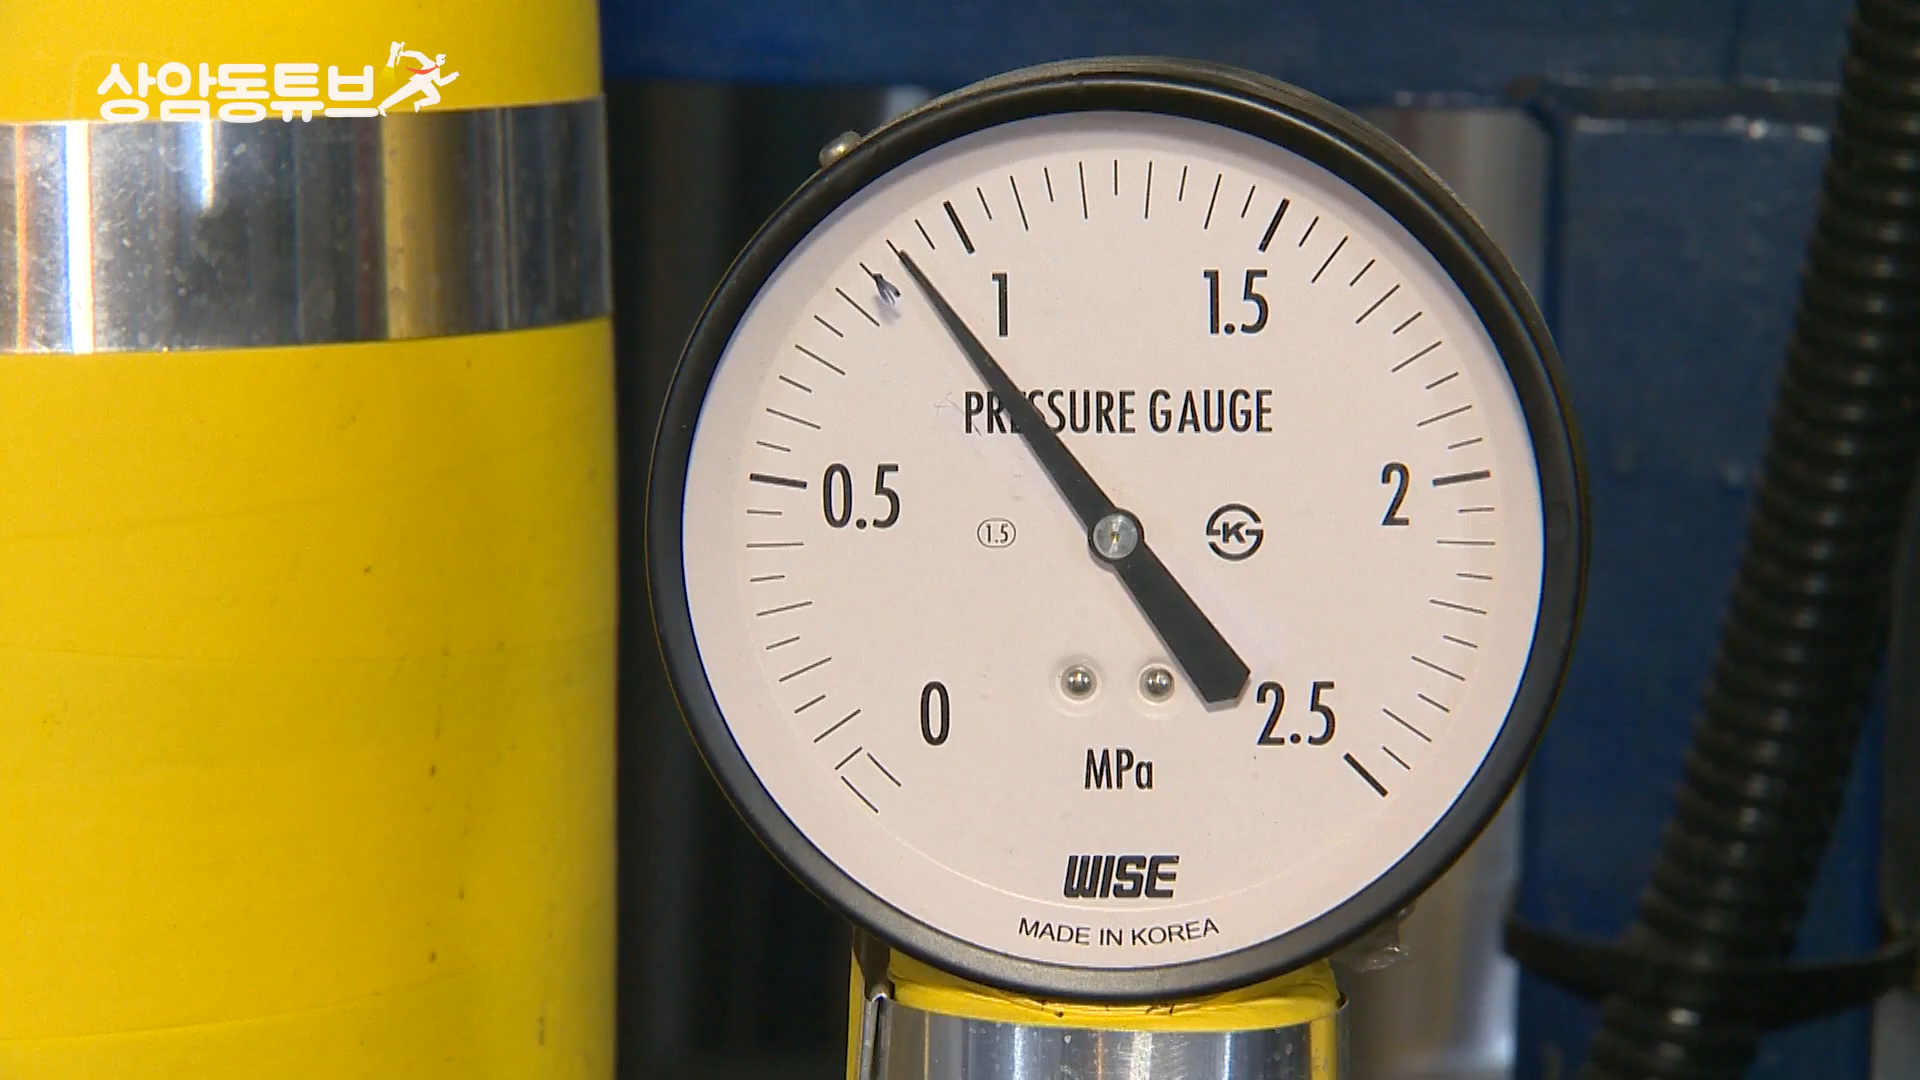 상암동튜브
1
1.5
PRESSURE GAUGE
0.5
2
1.5
K
0
2.5
MPa
WISE
MADE IN KOREA